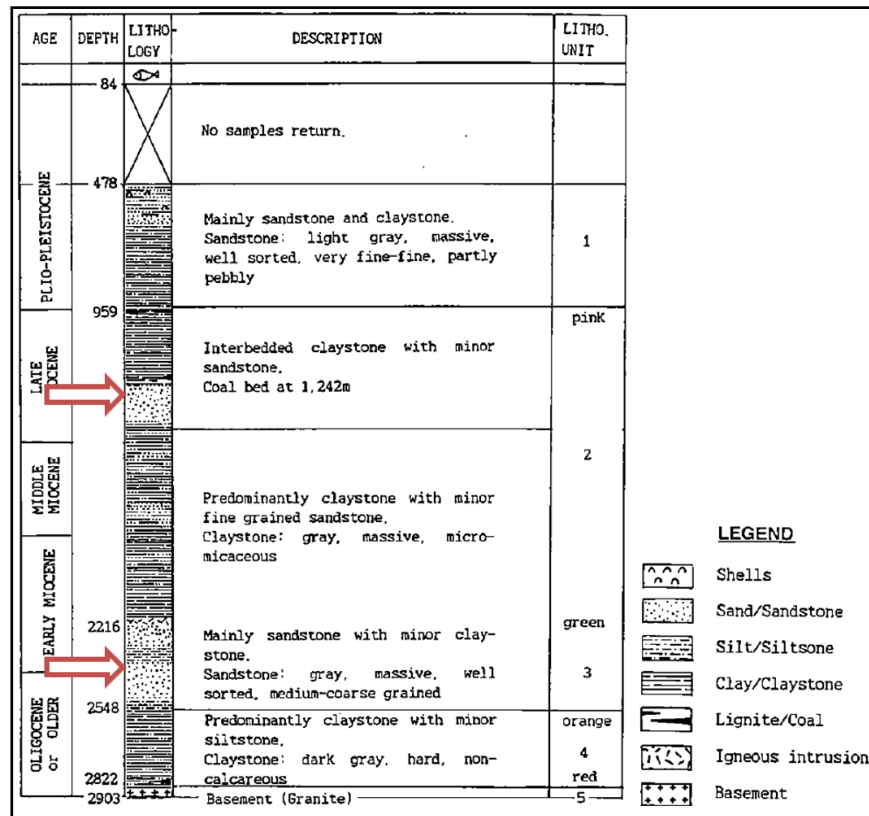 AGE DEPTH LITHO- DESCRIPTION LITHO.
LOGY UNIT
84
No samples return.
478
PLIO-PLEISTOCENE
Mainly sandstone and claystone.
Sandstone: light gray, massive,
well sorted, very fine-fine, partly
pebbly
1
959
pink
LATE
Interbedded claystone with minor
sandstone.
Coal bed at 1,242m
2
MIDDLE
MIOCENE
Predominantly claystone with minor
fine grained sandstone.
Claystone: gray, massive, micro-
micaceous
EARLY MIOCENE
2216
green
Mainly sandstone with minor clay-
stone.
Sandstone: gray, massive, well
sorted, medium-coarse grained
3
2548
OLIGOCENE
or OLDER
Predominantly claystone with minor
siltstone.
Claystone: dark gray, hard, non-
calcareous
orange
4
red
2822
2903
Basement (Granite)
5
LEGEND
Shells
Sand/Sandstone
Silt/Siltsone
Clay/Claystone
Lignite/Coal
Igneous intrusion
Basement